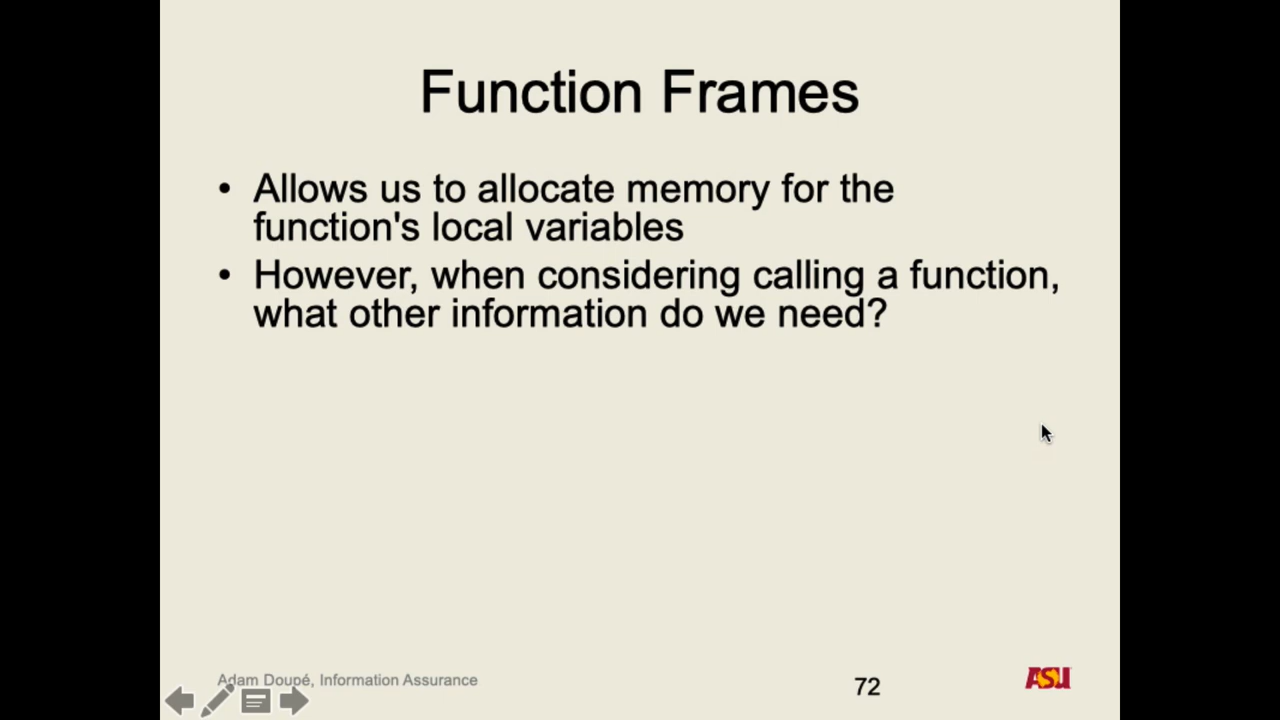 Function Frames
• Allows us to allocate memory for the
function's local variables
• However, when considering calling a function,
what other information do we need?
Adam Doupé, Information Assurance
72
ASU